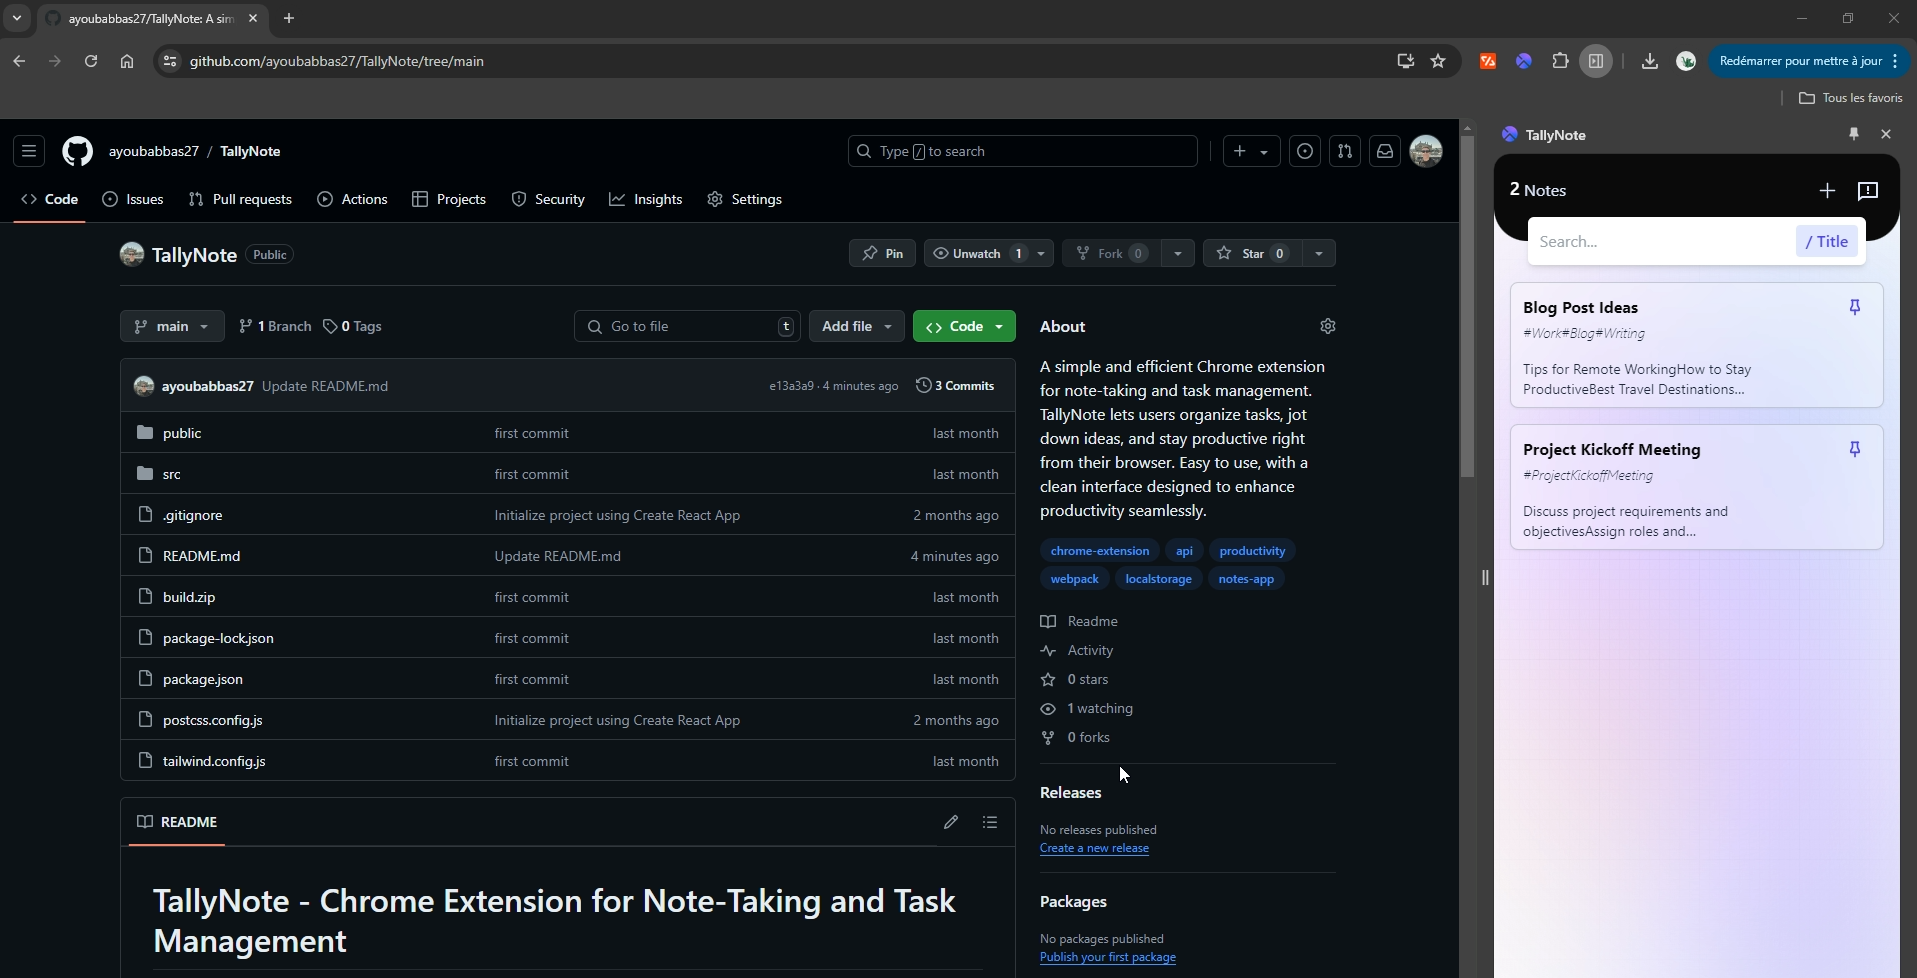 ayoubabbas27/TallyNote: A sim
github.com/ayoubabbas27/TallyNote/tree/main
Redémarrer pour mettre à jour
Tous les favoris
ayoubabbas27 / TallyNote
Type / to search
Code Issues Pull requests Actions Projects Security Insights Settings
TallyNote Public
Pin Unwatch 1 Fork 0 Star 0
main 1 Branch 0 Tags Go to file t Add file Code
ayoubabbas27 Update README.md e13a3a9 · 4 minutes ago 3 Commits
public first commit last month
src first commit last month
.gitignore Initialize project using Create React App 2 months ago
README.md Update README.md 4 minutes ago
build.zip first commit last month
package-lock.json first commit last month
package.json first commit last month
postcss.config.js Initialize project using Create React App 2 months ago
tailwind.config.js first commit last month
README
TallyNote - Chrome Extension for Note-Taking and Task
Management
About
A simple and efficient Chrome extension
for note-taking and task management.
TallyNote lets users organize tasks, jot
down ideas, and stay productive right
from their browser. Easy to use, with a
clean interface designed to enhance
productivity seamlessly.
chrome-extension api productivity
webpack localstorage notes-app
Readme
Activity
0 stars
1 watching
0 forks
Releases
No releases published
Create a new release
Packages
No packages published
Publish your first package
TallyNote
2 Notes
Search... / Title
Blog Post Ideas
#Work#Blog#Writing
Tips for Remote WorkingHow to Stay
ProductiveBest Travel Destinations...
Project Kickoff Meeting
#ProjectKickoffMeeting
Discuss project requirements and
objectivesAssign roles and...